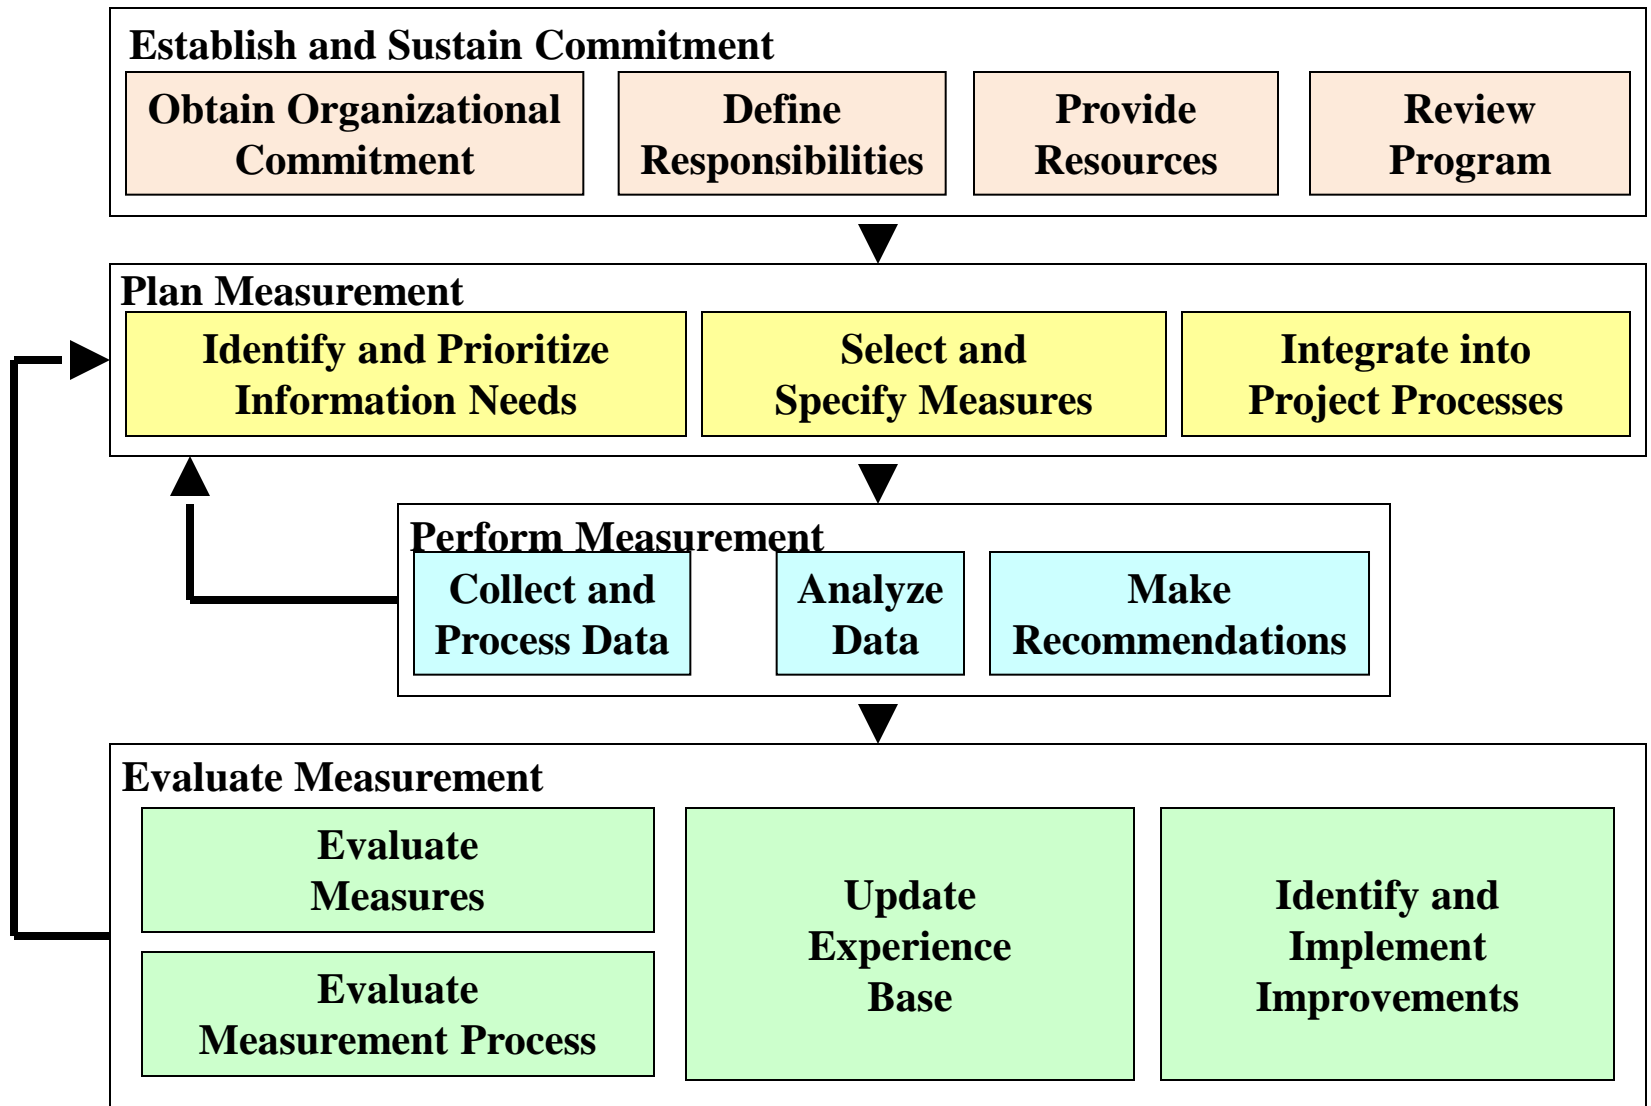 Establish and Sustain Commitment
Obtain Organizational
Commitment
Define
Responsibilities
Provide
Resources
Review
Program
Plan Measurement
Identify and Prioritize
Information Needs
Select and
Specify Measures
Integrate into
Project Processes
Perform Measurement
Collect and
Process Data
Analyze
Data
Make
Recommendations
Evaluate Measurement
Evaluate
Measures
Evaluate
Measurement Process
Update
Experience
Base
Identify and
Implement
Improvements